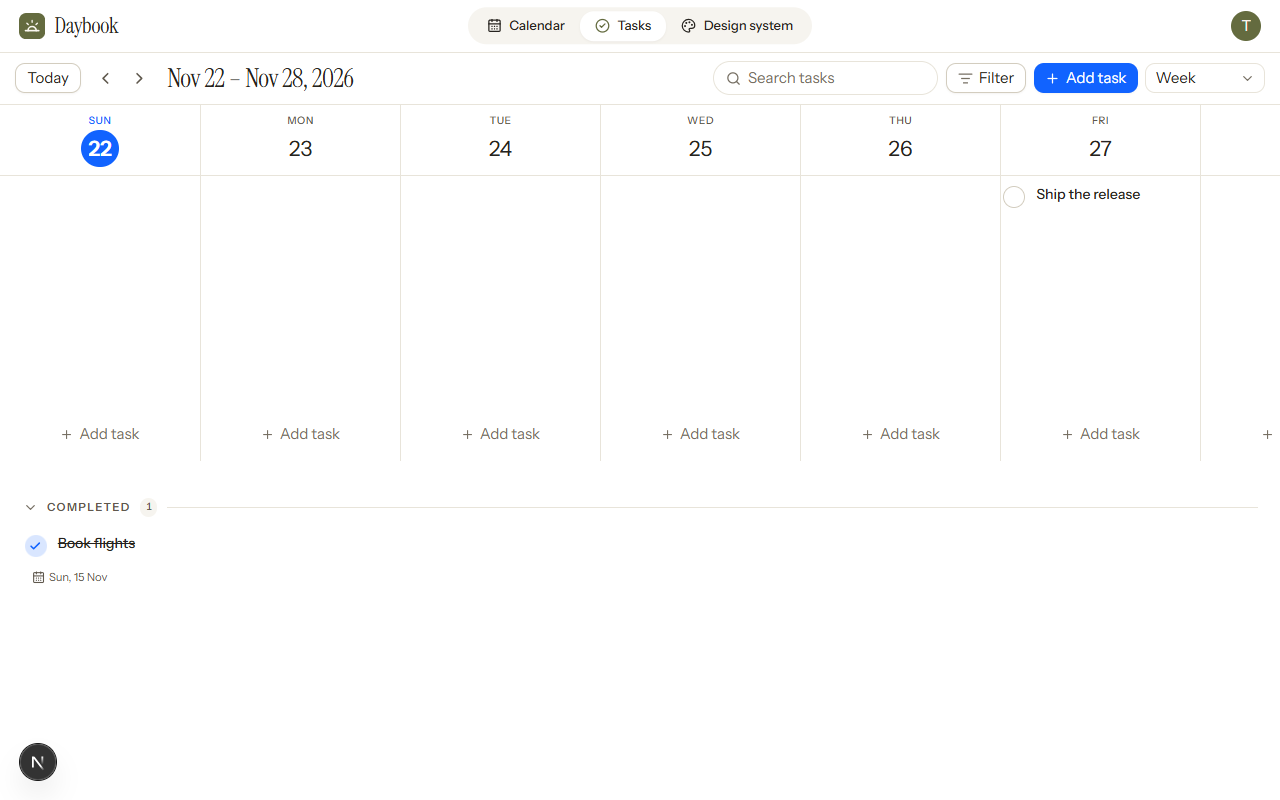 Daybook
Calendar
Tasks
Design system
T
Today
Nov 22 – Nov 28, 2026
Search tasks
Filter
Add task
Week
SUN
22
MON
23
TUE
24
WED
25
THU
26
FRI
27
Ship the release
Add task
Add task
Add task
Add task
Add task
Add task
COMPLETED 1
Book flights
Sun, 15 Nov
N